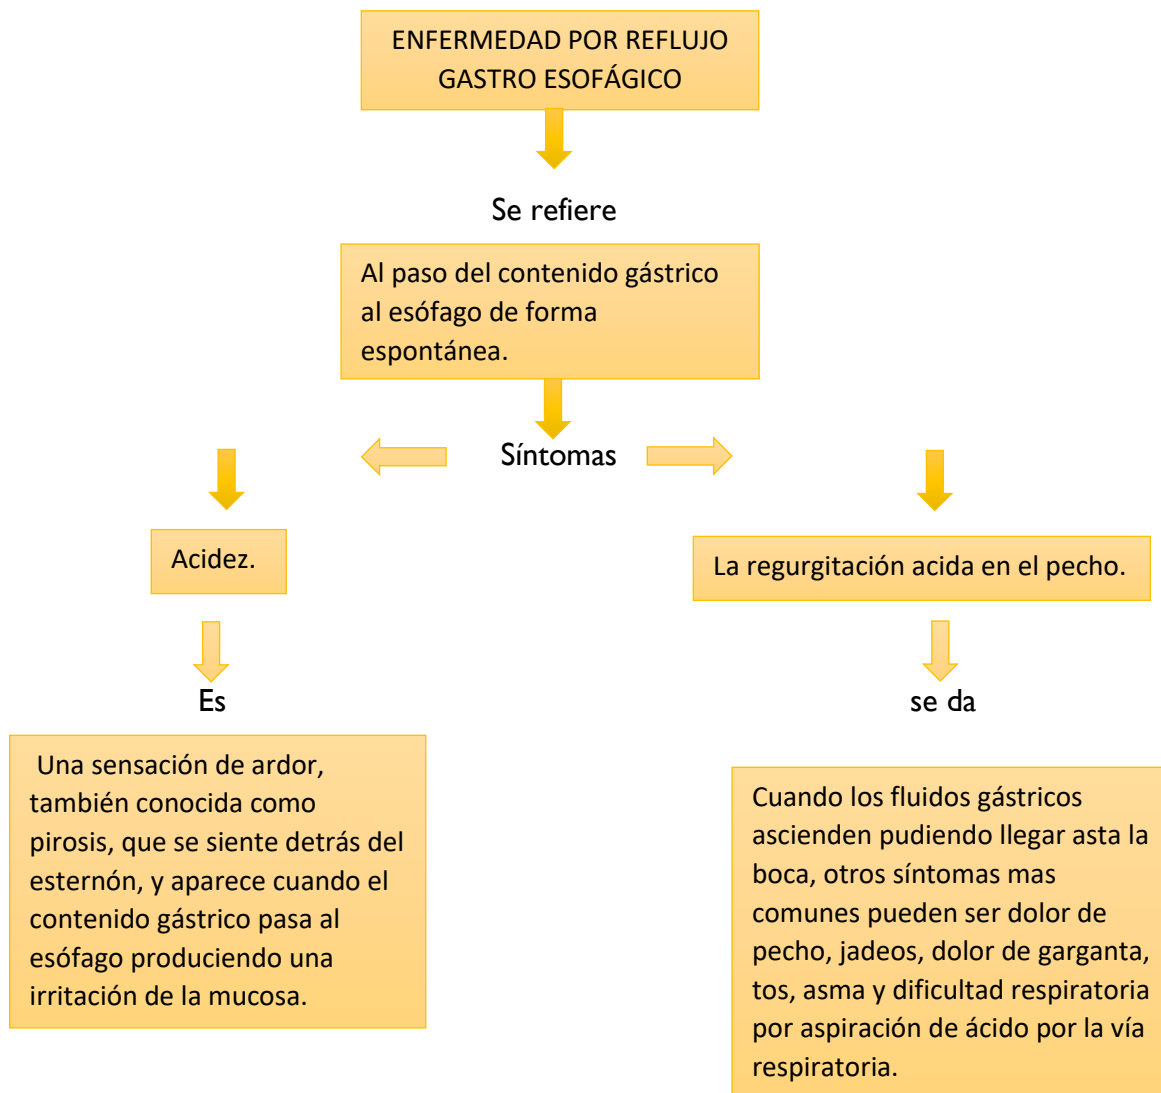 ENFERMEDAD POR REFLUJO
GASTRO ESOFÁGICO
Se refiere
Al paso del contenido gástrico
al esófago de forma
espontánea.
Síntomas
Acidez.
La regurgitación acida en el pecho.
Es
se da
Una sensación de ardor,
también conocida como
pirosis, que se siente detrás del
esternón, y aparece cuando el
contenido gástrico pasa al
esófago produciendo una
irritación de la mucosa.
Cuando los fluidos gástricos
ascienden pudiendo llegar asta la
boca, otros síntomas mas
comunes pueden ser dolor de
pecho, jadeos, dolor de garganta,
tos, asma y dificultad respiratoria
por aspiración de ácido por la vía
respiratoria.